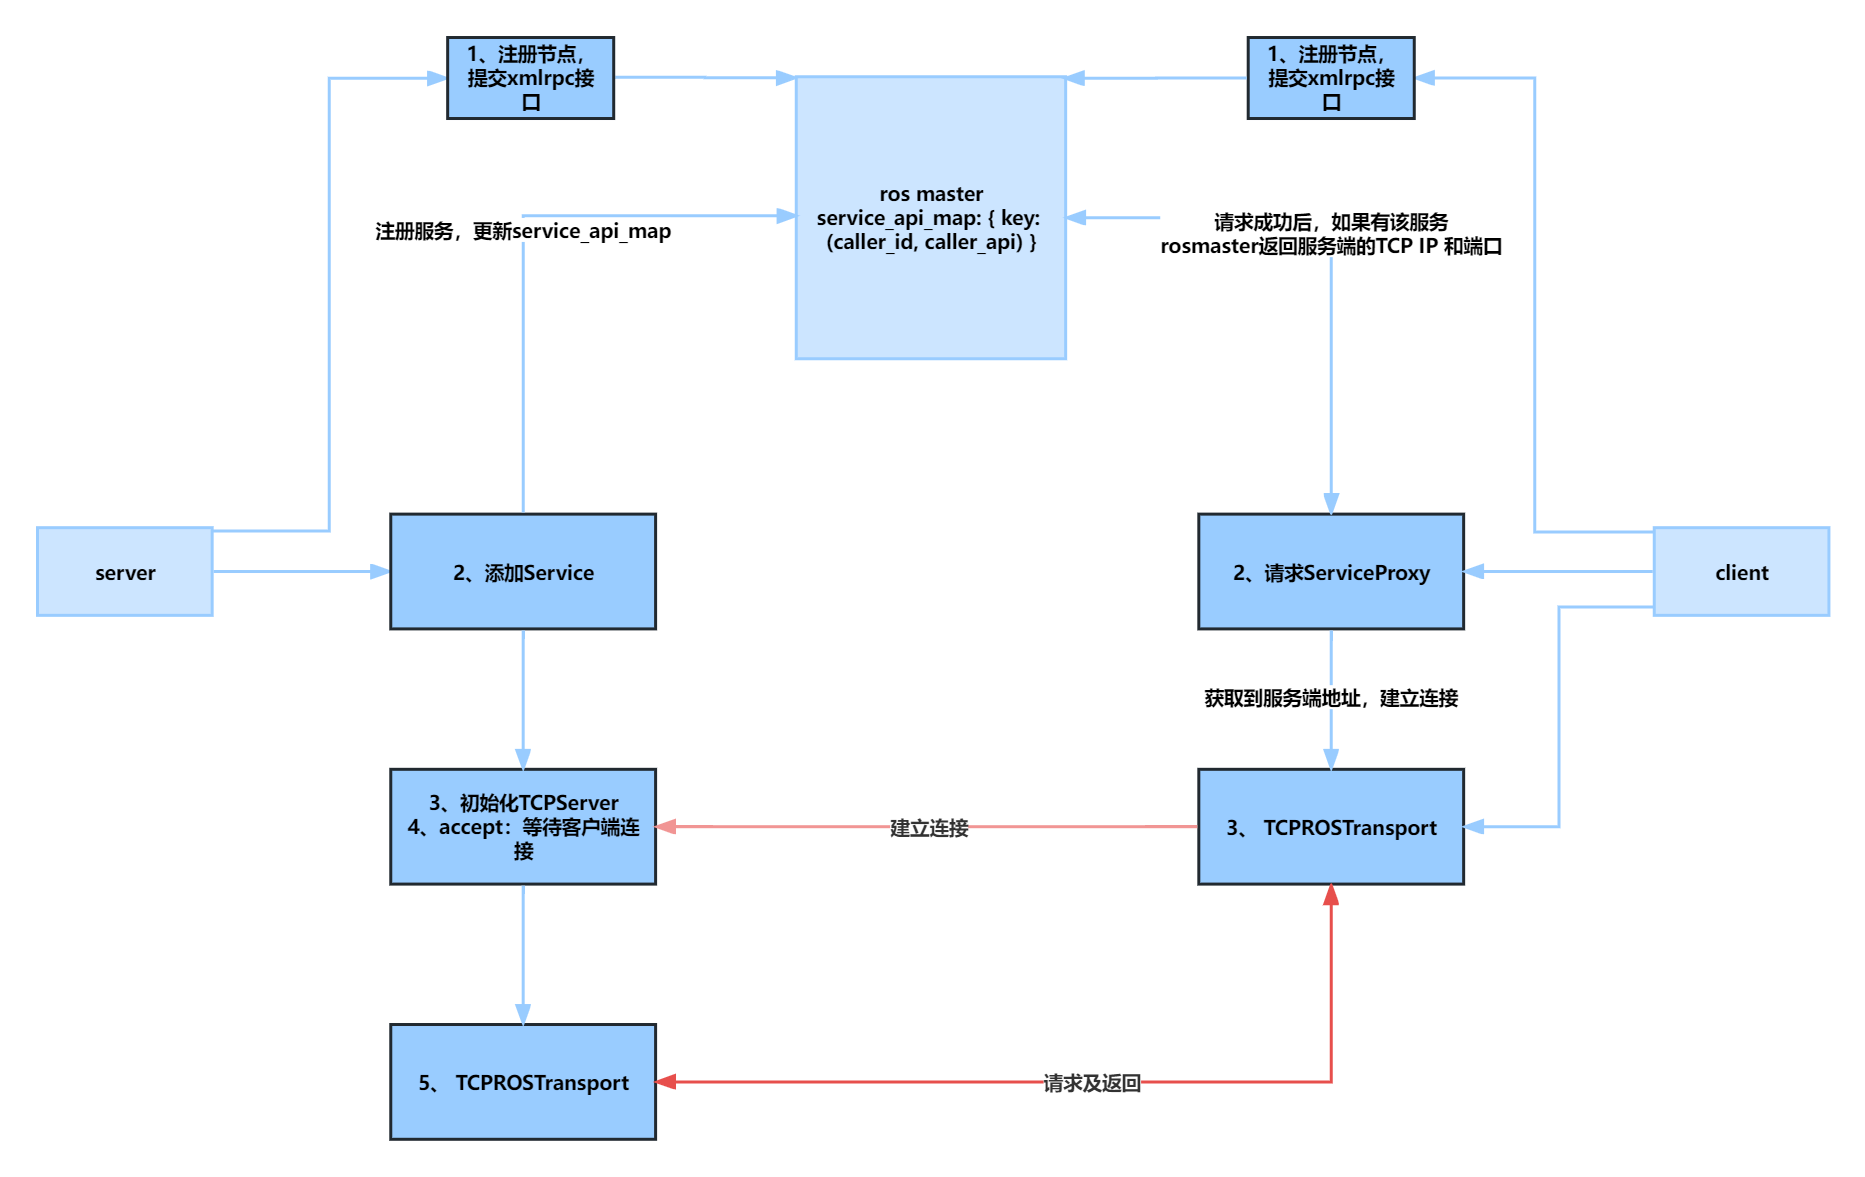 1、注册节点，
提交xmlrpc接
口
1、注册节点，
提交xmlrpc接
口
ros master
service_api_map: { key:
(caller_id, caller_api) }
注册服务，更新service_api_map
请求成功后，如果有该服务
rosmaster返回服务端的TCP IP 和端口
server
2、添加Service
2、请求ServiceProxy
client
获取到服务端地址，建立连接
3、初始化TCPServer
4、accept：等待客户端连
接
建立连接
3、 TCPROSTransport
5、 TCPROSTransport
请求及返回